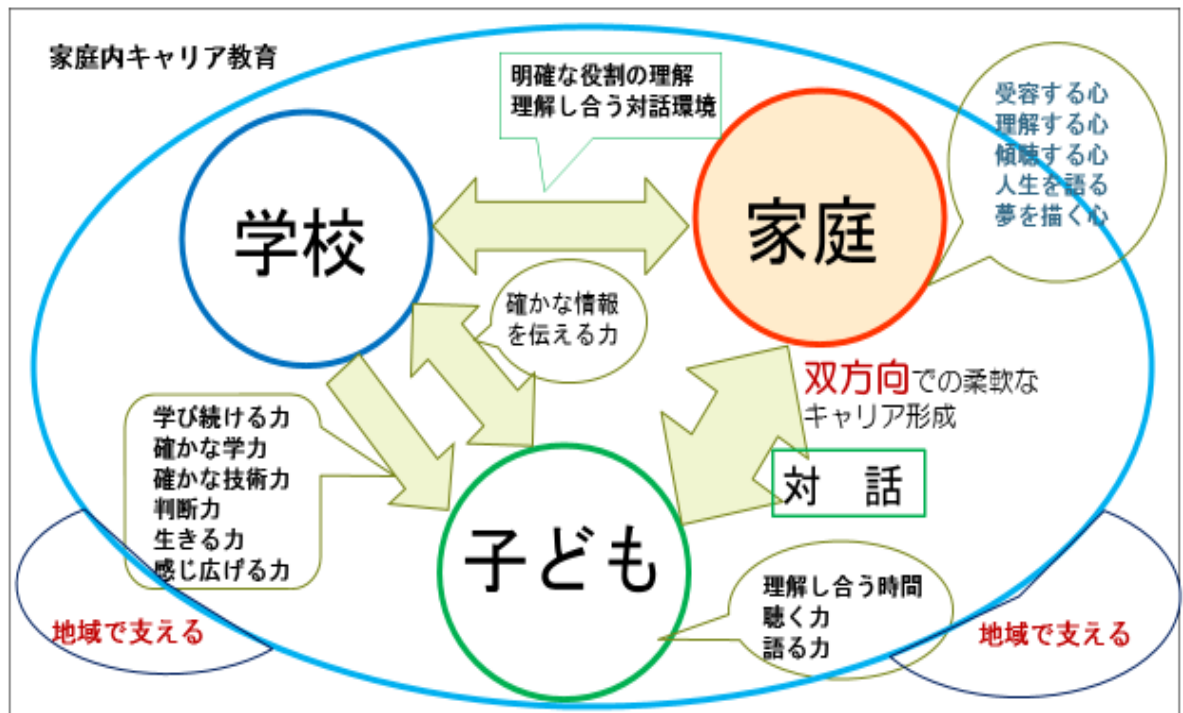 家庭内キャリア教育
明確な役割の理解
理解し合う対話環境
受容する心
理解する心
傾聴する心
人生を語る
夢を描く心
学校
家庭
確かな情報
を伝える力
双方向での柔軟な
キャリア形成
対 話
学び続ける力
確かな学力
確かな技術力
判断力
生きる力
感じ広げる力
子ども
理解し合う時間
聴く力
語る力
地域で支える
地域で支える